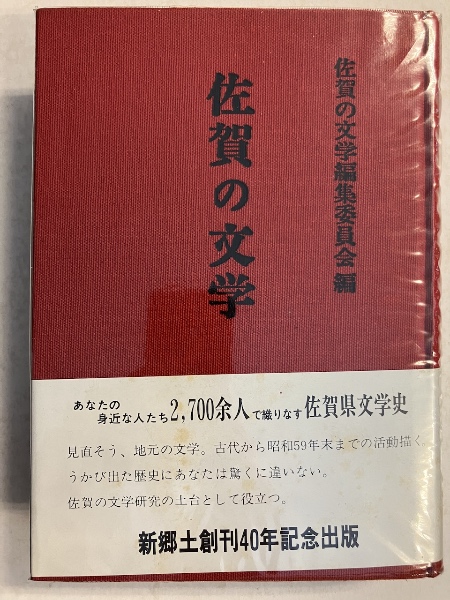 佐賀の文学編集委員会編
佐賀の文学
あなたの
身近な人たち2,700余人で織りなす佐賀県文学史
見直そう、地元の文学。古代から昭和59年末までの活動描く
うかび出た歴史にあなたは驚くに違いない。
佐賀の文学研究の土台として役立つ。
新郷土創刊40年記念出版